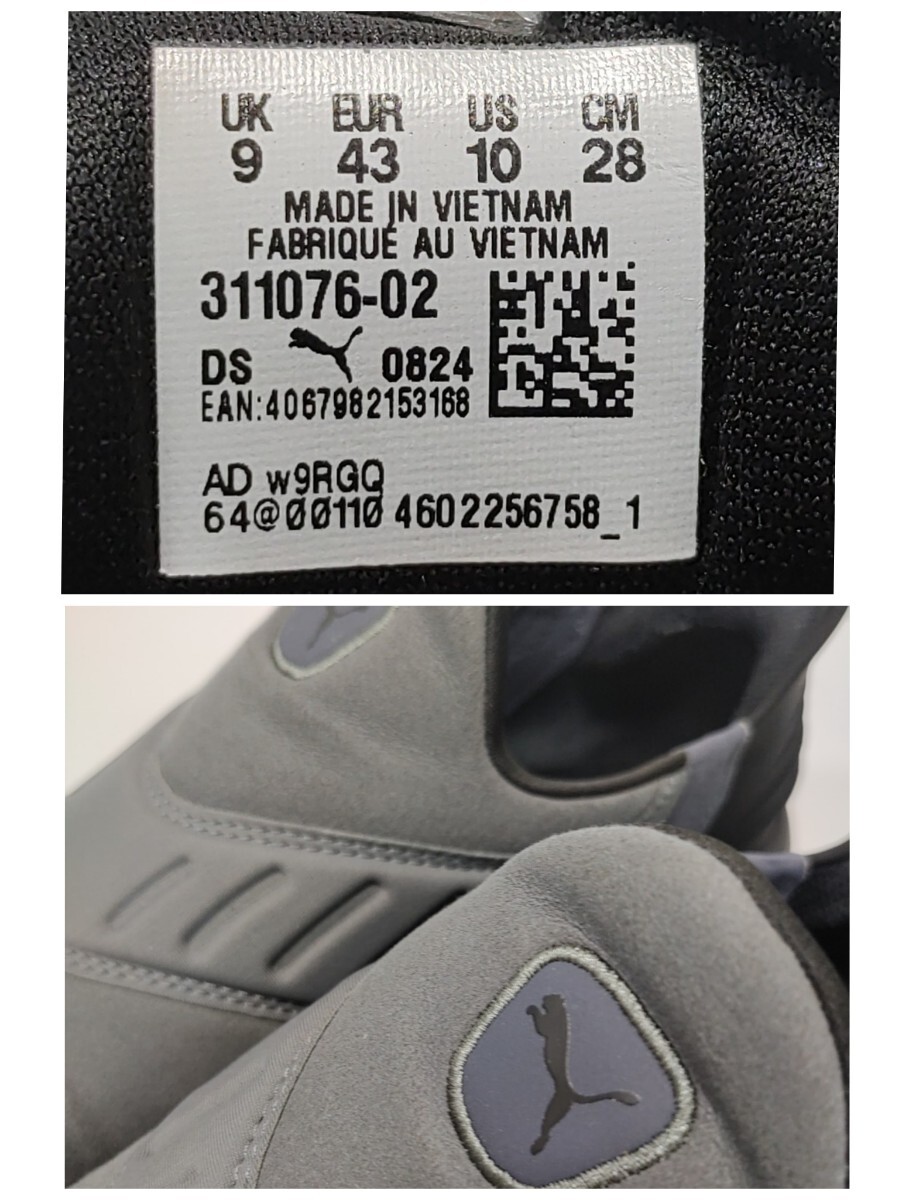 UK EUR US CM
9 43 10 28
MADE IN VIETNAM
FABRIQUE AU VIETNAM
311076-02
DS 0824
EAN:4067982153168
AD w9RGQ
64@00110 4602256758_1